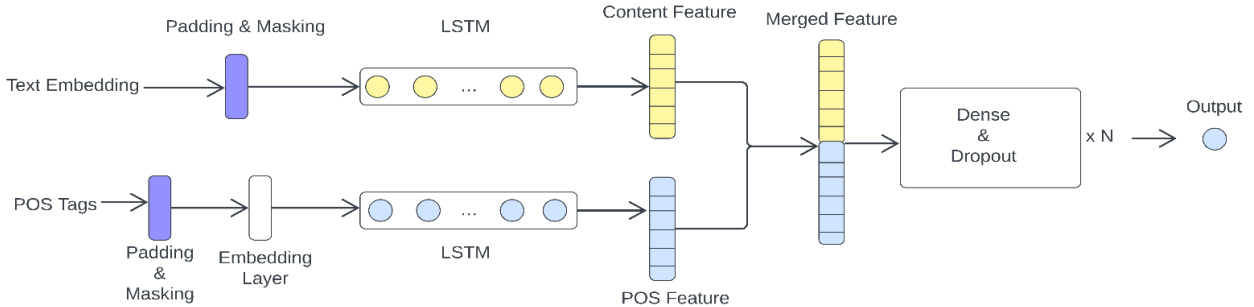 Padding & Masking
LSTM
Content Feature
Merged Feature
Text Embedding
...
Dense
&
Dropout
x N
Output
POS Tags
...
Padding
&
Masking
Embedding
Layer
LSTM
POS Feature